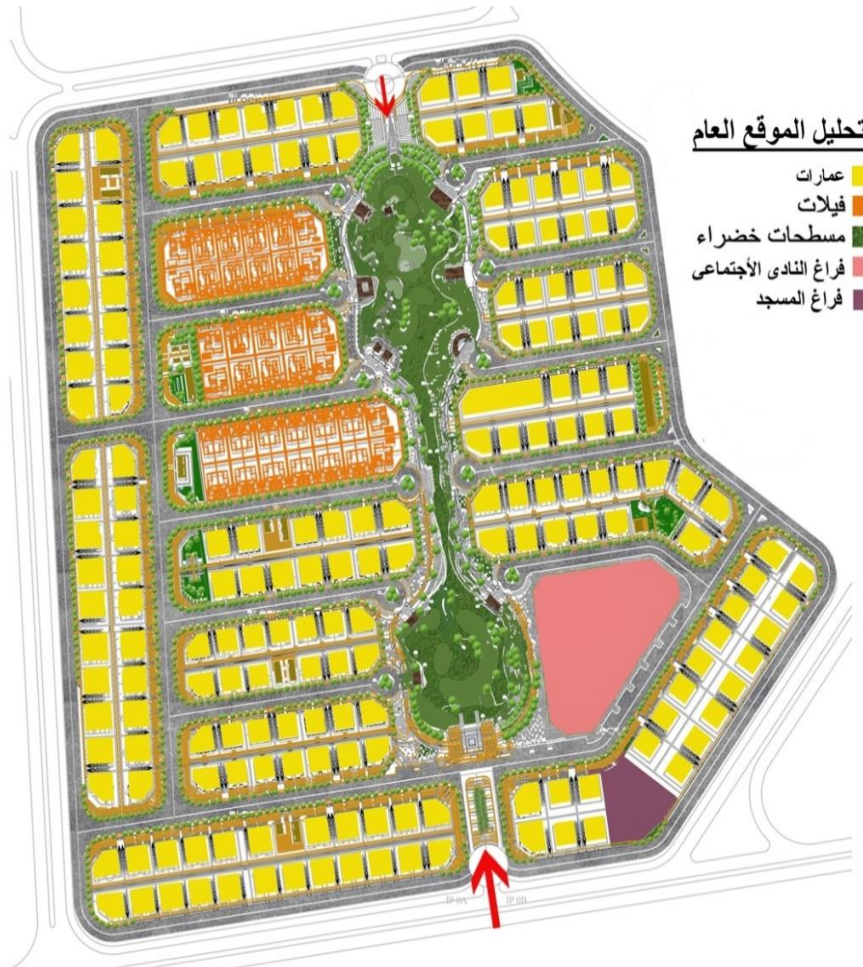 تحليل الموقع العام
عمارات
فيلات
مسطحات خضراء
فراغ النادى الأجتماعى
فراغ المسجد